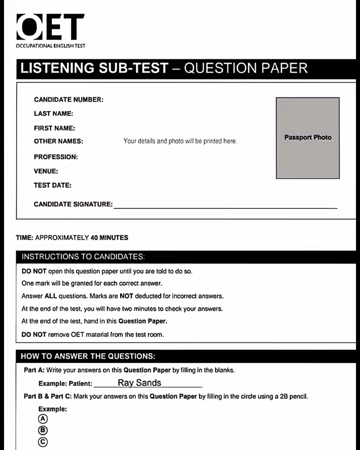 OET
OCCUPATIONAL ENGLISH TEST
LISTENING SUB-TEST – QUESTION PAPER
CANDIDATE NUMBER:
LAST NAME:
FIRST NAME:
OTHER NAMES: Your details and photo will be printed here.
PROFESSION:
VENUE:
TEST DATE:
CANDIDATE SIGNATURE:
Passport Photo
TIME: APPROXIMATELY 40 MINUTES
INSTRUCTIONS TO CANDIDATES:
DO NOT open this question paper until you are told to do so.
One mark will be granted for each correct answer.
Answer ALL questions. Marks are NOT deducted for incorrect answers.
At the end of the test, you will have two minutes to check your answers.
At the end of the test, hand in this Question Paper.
DO NOT remove OET material from the test room.
HOW TO ANSWER THE QUESTIONS:
Part A: Write your answers on this Question Paper by filling in the blanks.
Example: Patient: Ray Sands
Part B & Part C: Mark your answers on this Question Paper by filling in the circle using a 2B pencil.
Example:
A
B
C